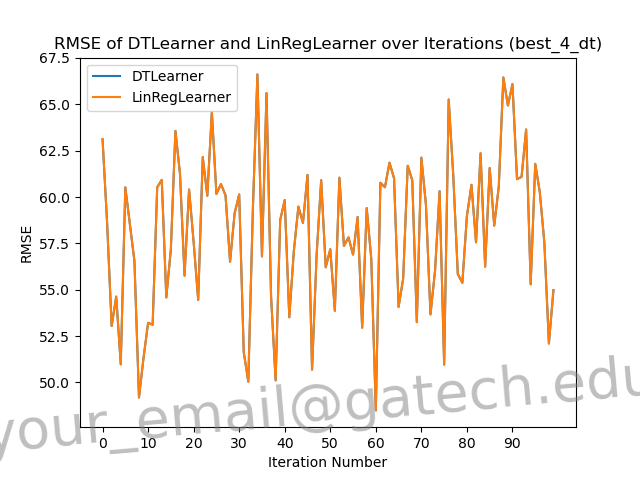 RMSE of DTLearner and LinRegLearner over Iterations (best_4_dt)
DTLearner
LinRegLearner
67.5
65.0
62.5
60.0
57.5
55.0
52.5
50.0
RMSE
0 10 20 30 40 50 60 70 80 90
Iteration Number
your_email@gatech.edu